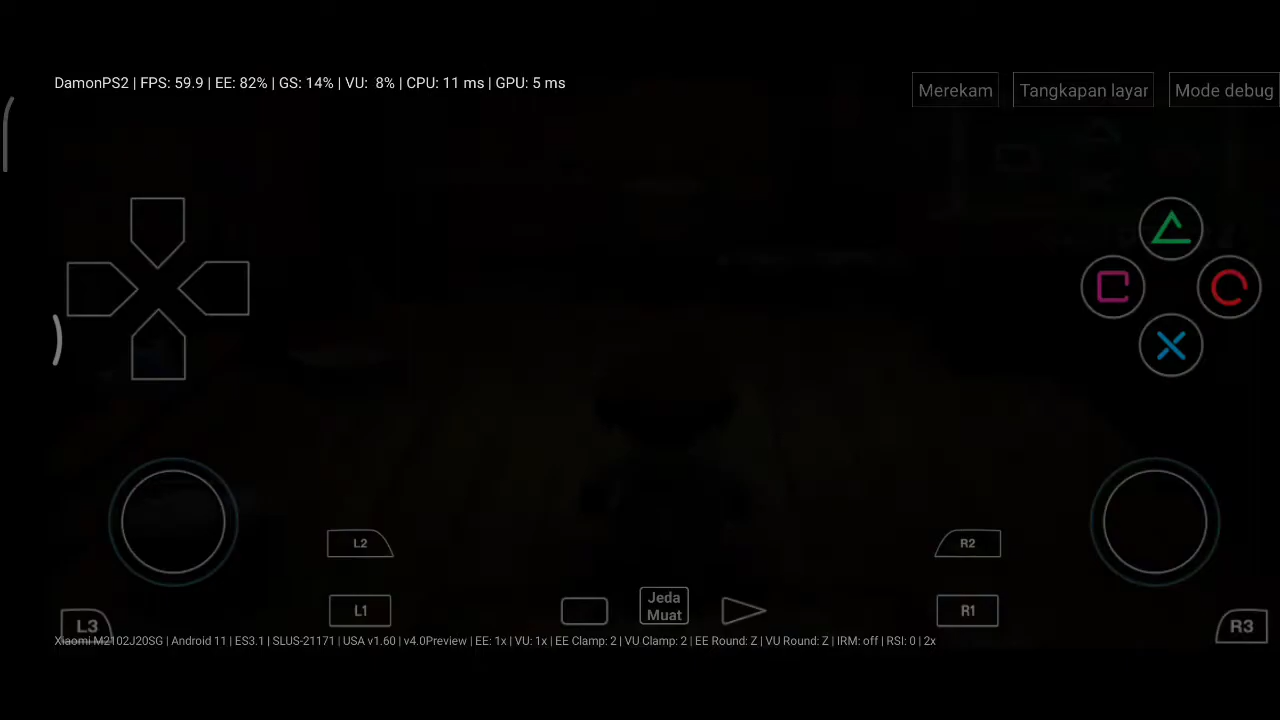 DamonPS2 | FPS: 59.9 | EE: 82% | GS: 14% | VU: 8% | CPU: 11 ms | GPU: 5 ms
Merekam
Tangkapan layar
Mode debug
L2
R2
L1
Jeda
Muat
R1
L3
R3
Xiaomi M2102J20SG | Android 11 | ES3.1 | SLUS-21171 | USA v1.60 | v4.0Preview | EE: 1x | VU: 1x | EE Clamp: 2 | VU Clamp: 2 | EE Round: Z | VU Round: Z | IRM: off | RSI: 0 | 2x